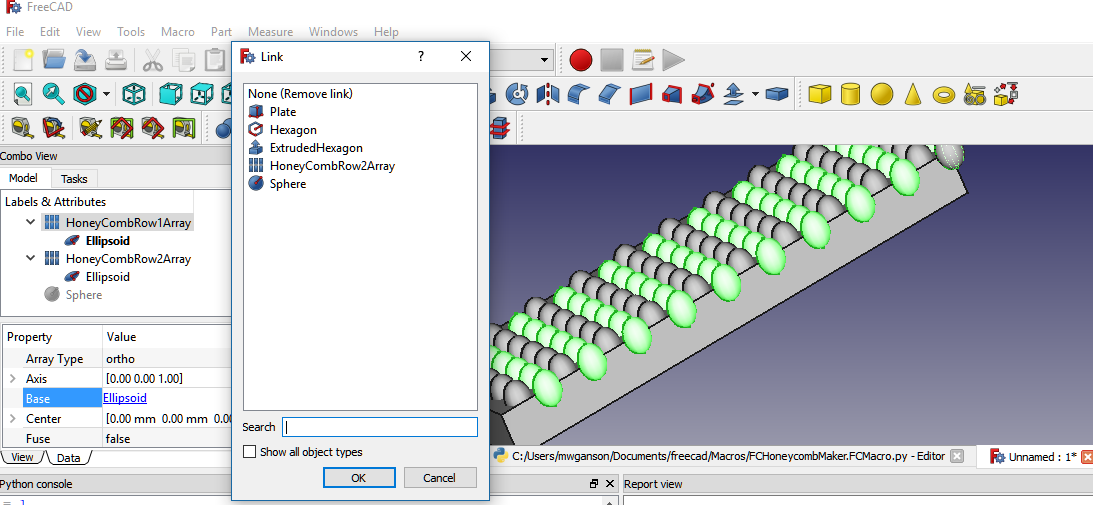 FreeCAD
File Edit View Tools Macro Part Measure Windows Help
Link ? ×
None (Remove link)
Plate
Hexagon
ExtrudedHexagon
HoneyCombRow2Array
Sphere
Search
Show all object types
OK Cancel
Combo View
Model Tasks
Labels & Attributes
HoneyCombRow1Array
Ellipsoid
HoneyCombRow2Array
Ellipsoid
Sphere
Property Value
Array Type ortho
Axis [0.00 0.00 1.00]
Base Ellipsoid
Center [0.00 mm 0.00 mm 0.00
Fuse false
View Data
C:/Users/mwganson/Documents/freecad/Macros/FCHoneycombMaker.FCMacro.py - Editor
Unnamed : 1*
Python console
Report view